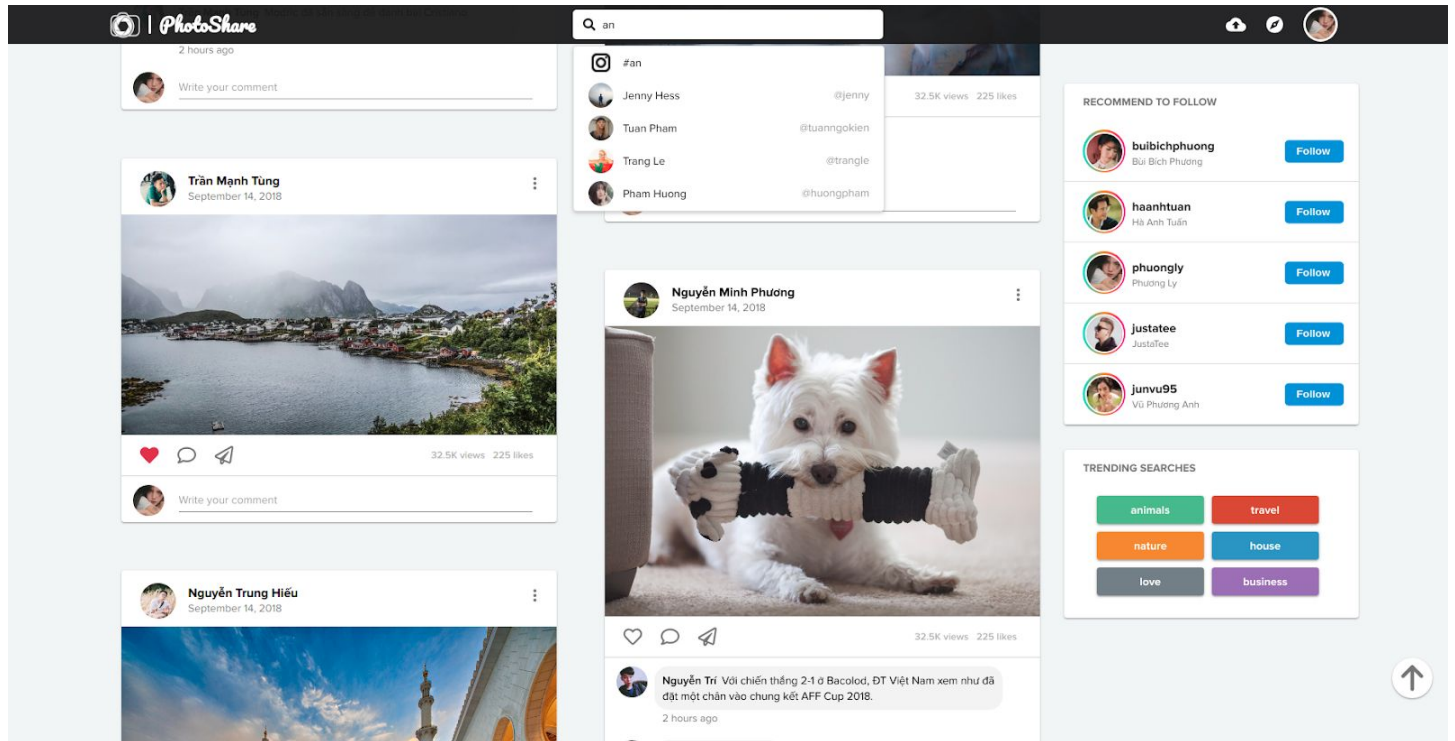 PhotoShare
an
2 hours ago
Write your comment
#an
Jenny Hess @jenny
Tuan Pham @tuanngokien
Trang Le @trangle
Pham Huong @huongpham
32.5K views 225 likes
Trần Mạnh Tùng
September 14, 2018
32.5K views 225 likes
Write your comment
Nguyễn Trung Hiếu
September 14, 2018
Nguyễn Minh Phương
September 14, 2018
32.5K views 225 likes
Nguyễn Trí Với chiến thắng 2-1 ở Bacolod, ĐT Việt Nam xem như đã
đặt một chân vào chung kết AFF Cup 2018.
2 hours ago
RECOMMEND TO FOLLOW
buibichphuong
Bùi Bích Phương
Follow
haanhtuan
Hà Anh Tuấn
Follow
phuongly
Phương Ly
Follow
justatee
JustaTee
Follow
junvu95
Vũ Phương Anh
Follow
TRENDING SEARCHES
animals travel
nature house
love business